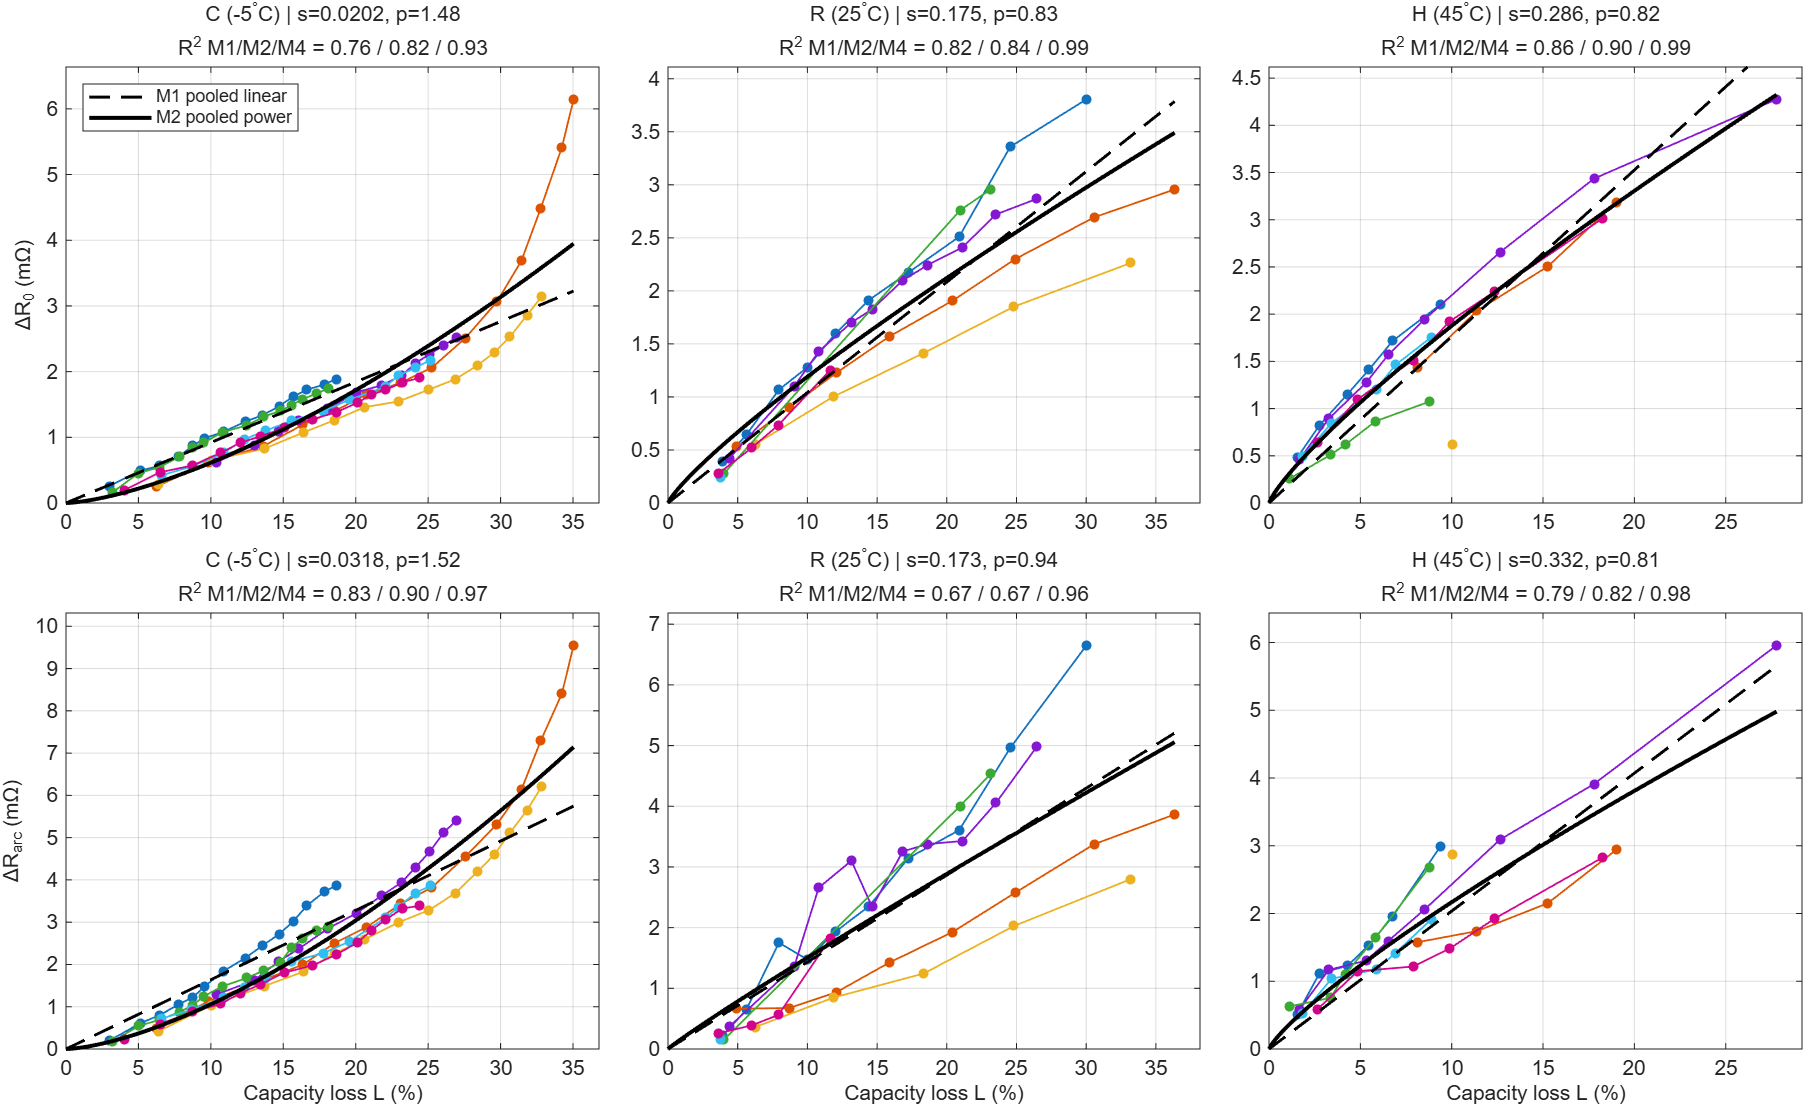 C (-5°C) | s=0.0202, p=1.48
R² M1/M2/M4 = 0.76 / 0.82 / 0.93
R (25°C) | s=0.175, p=0.83
R² M1/M2/M4 = 0.82 / 0.84 / 0.99
H (45°C) | s=0.286, p=0.82
R² M1/M2/M4 = 0.86 / 0.90 / 0.99
M1 pooled linear
M2 pooled power
ΔR₀ (mΩ)
6
5
4
3
2
1
0
0 5 10 15 20 25 30 35
4
3.5
3
2.5
2
1.5
1
0.5
0
0 5 10 15 20 25 30 35
4.5
4
3.5
3
2.5
2
1.5
1
0.5
0
0 5 10 15 20 25
C (-5°C) | s=0.0318, p=1.52
R² M1/M2/M4 = 0.83 / 0.90 / 0.97
R (25°C) | s=0.173, p=0.94
R² M1/M2/M4 = 0.67 / 0.67 / 0.96
H (45°C) | s=0.332, p=0.81
R² M1/M2/M4 = 0.79 / 0.82 / 0.98
ΔR_arc (mΩ)
10
9
8
7
6
5
4
3
2
1
0
0 5 10 15 20 25 30 35
Capacity loss L (%)
7
6
5
4
3
2
1
0
0 5 10 15 20 25 30 35
Capacity loss L (%)
6
5
4
3
2
1
0
0 5 10 15 20 25
Capacity loss L (%)